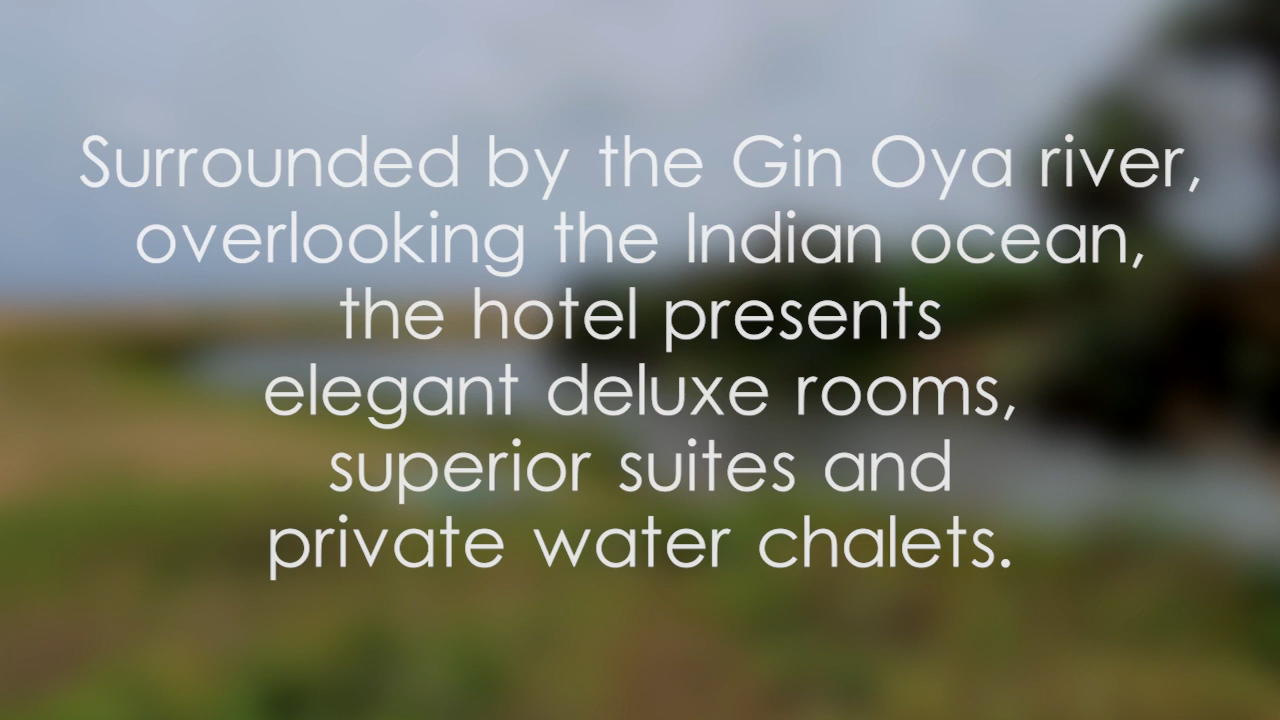 Surrounded by the Gin Oya river,
overlooking the Indian ocean,
the hotel presents
elegant deluxe rooms,
superior suites and
private water chalets.